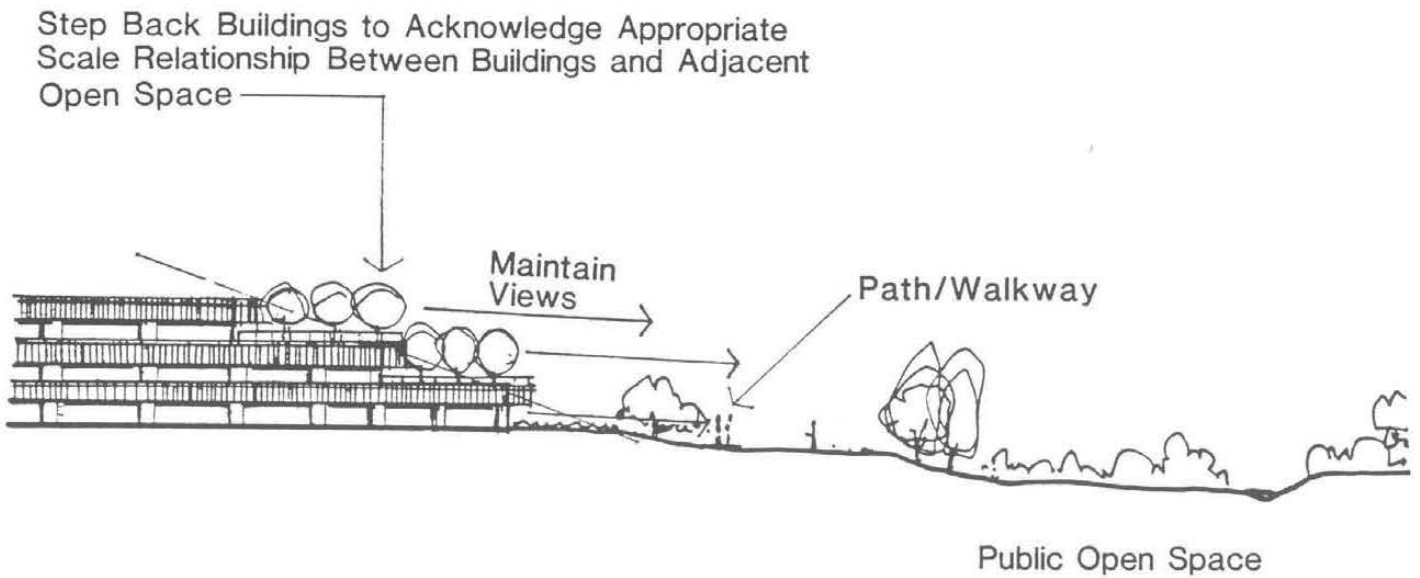 Step Back Buildings to Acknowledge Appropriate
Scale Relationship Between Buildings and Adjacent
Open Space
Maintain
Views
Path/Walkway
Public Open Space